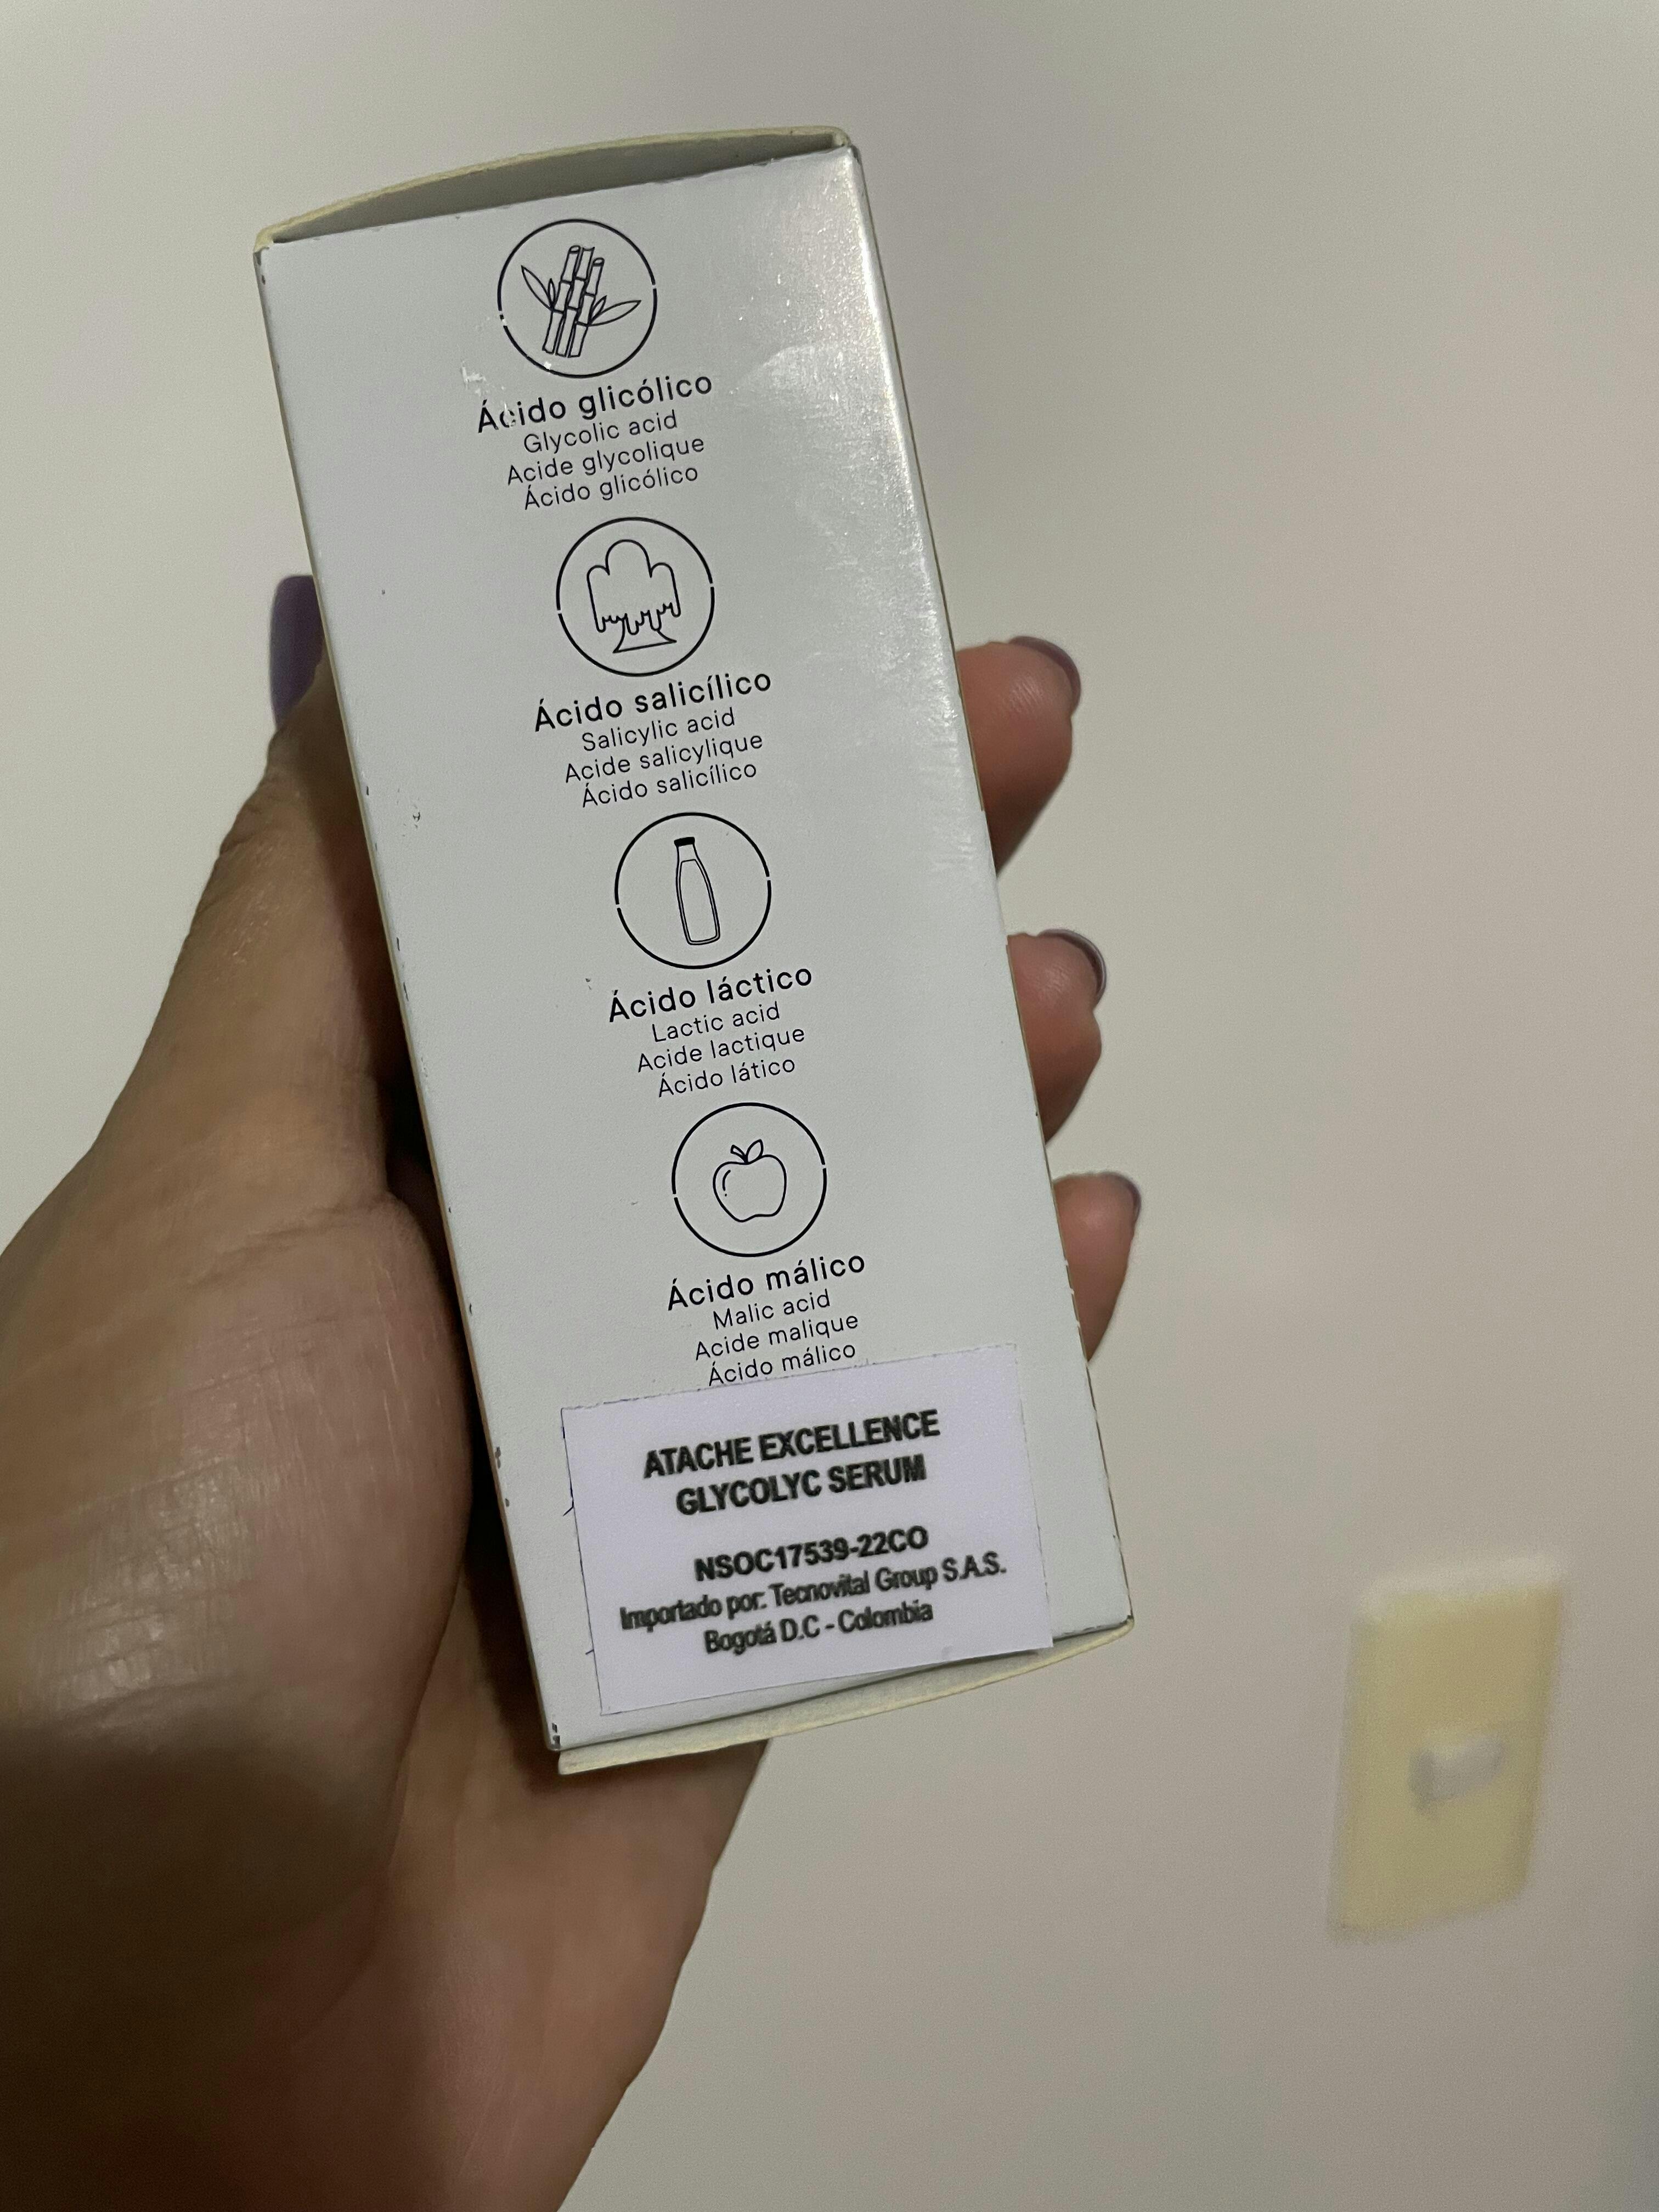 Ácido glicólico
Glycolic acid
Acide glycolique
Ácido glicólico
Ácido salicílico
Salicylic acid
Acide salicylique
Ácido salicílico
Ácido láctico
Lactic acid
Acide lactique
Ácido lático
Ácido málico
Malic acid
Acide malique
Ácido málico
ATACHE EXCELLENCE
GLYCOLYC SERUM
NSOC17539-22CO
Importado por: Tecnovital Group S.A.S.
Bogotá D.C - Colombia